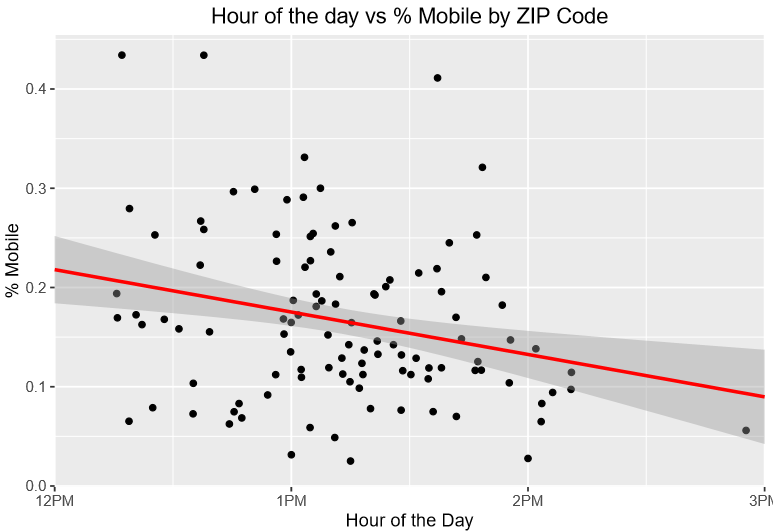 Hour of the day vs % Mobile by ZIP Code
% Mobile
0.4
0.3
0.2
0.1
0.0
12PM
1PM
2PM
3PM
Hour of the Day